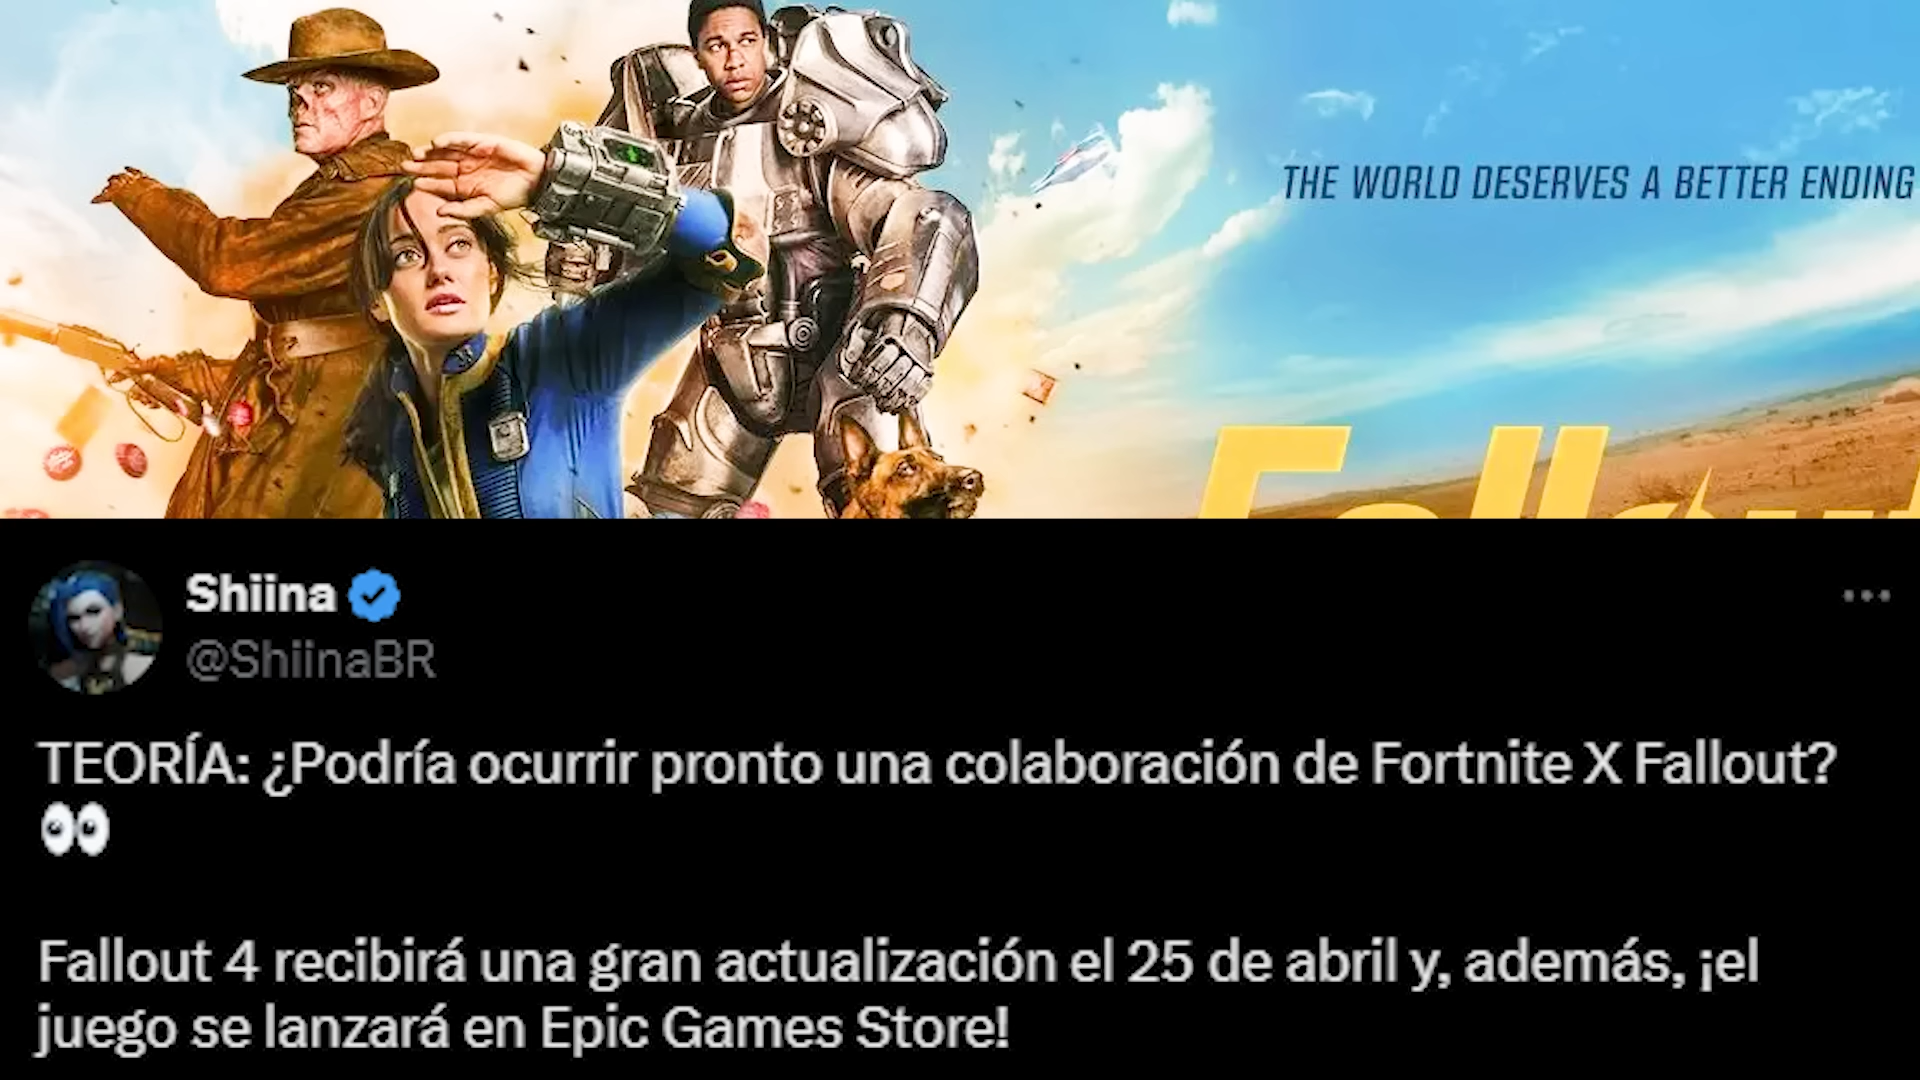 THE WORLD DESERVES A BETTER ENDING
Fallout
Shiina
@ShiinaBR
TEORÍA: ¿Podría ocurrir pronto una colaboración de Fortnite X Fallout?
👀
Fallout 4 recibirá una gran actualización el 25 de abril y, además, ¡el
juego se lanzará en Epic Games Store!